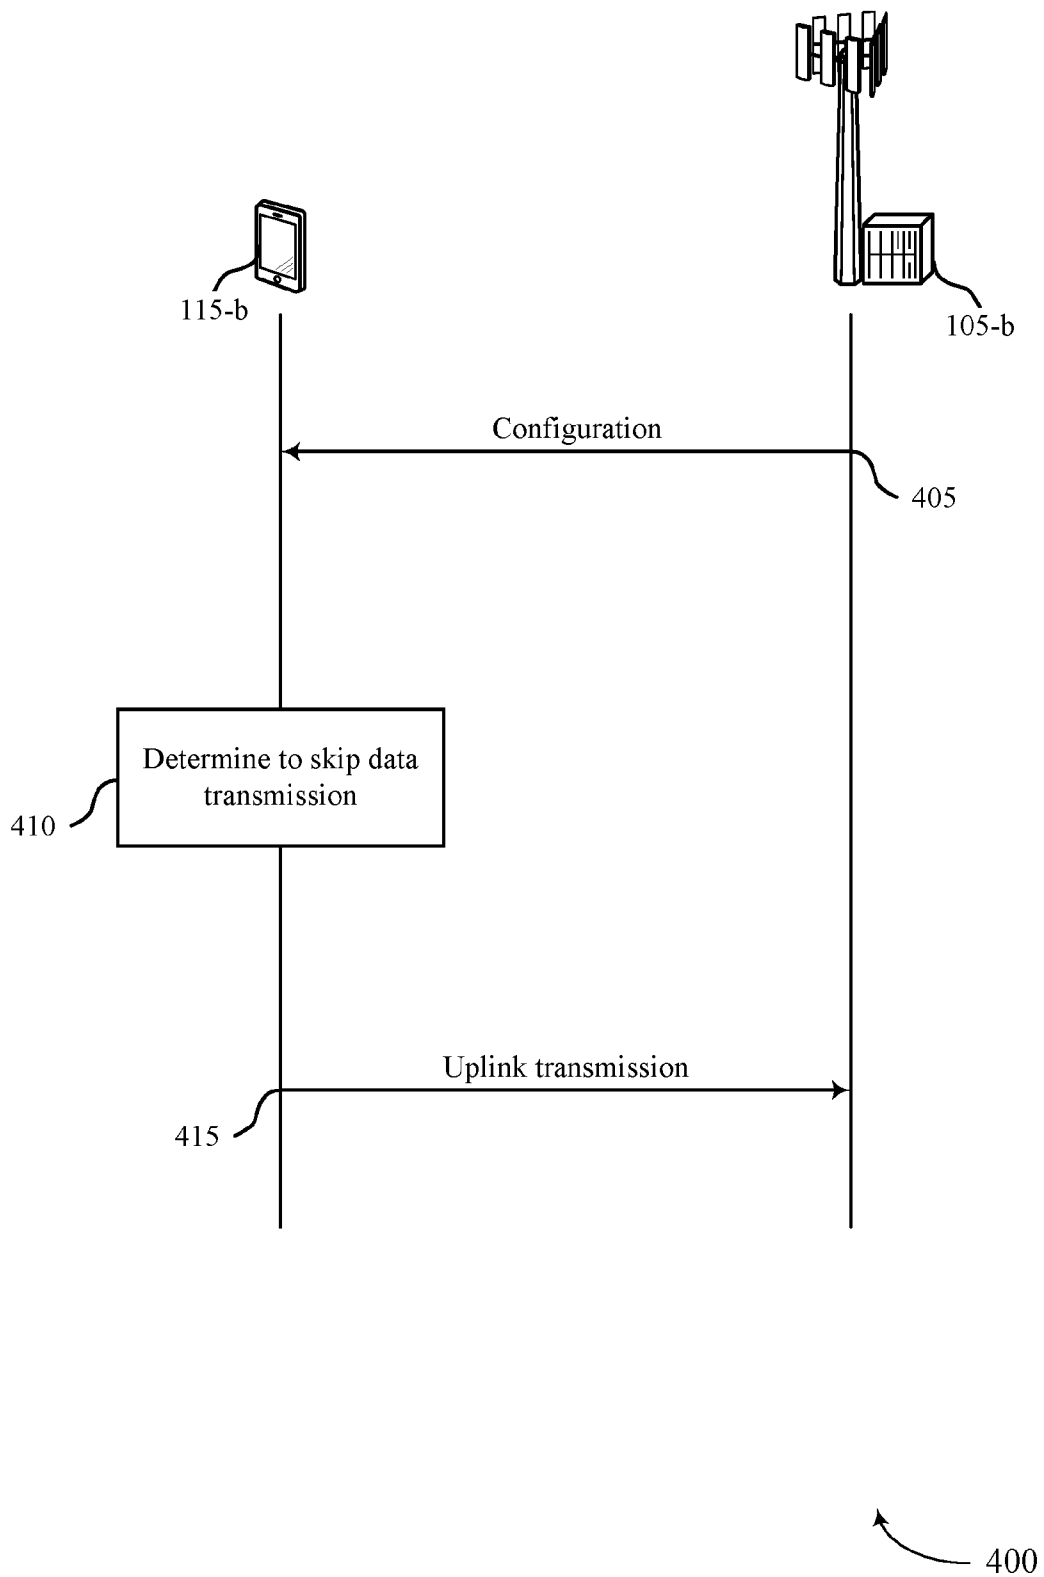 115-b
105-b
Configuration
405
Determine to skip data
transmission
410
Uplink transmission
415
400